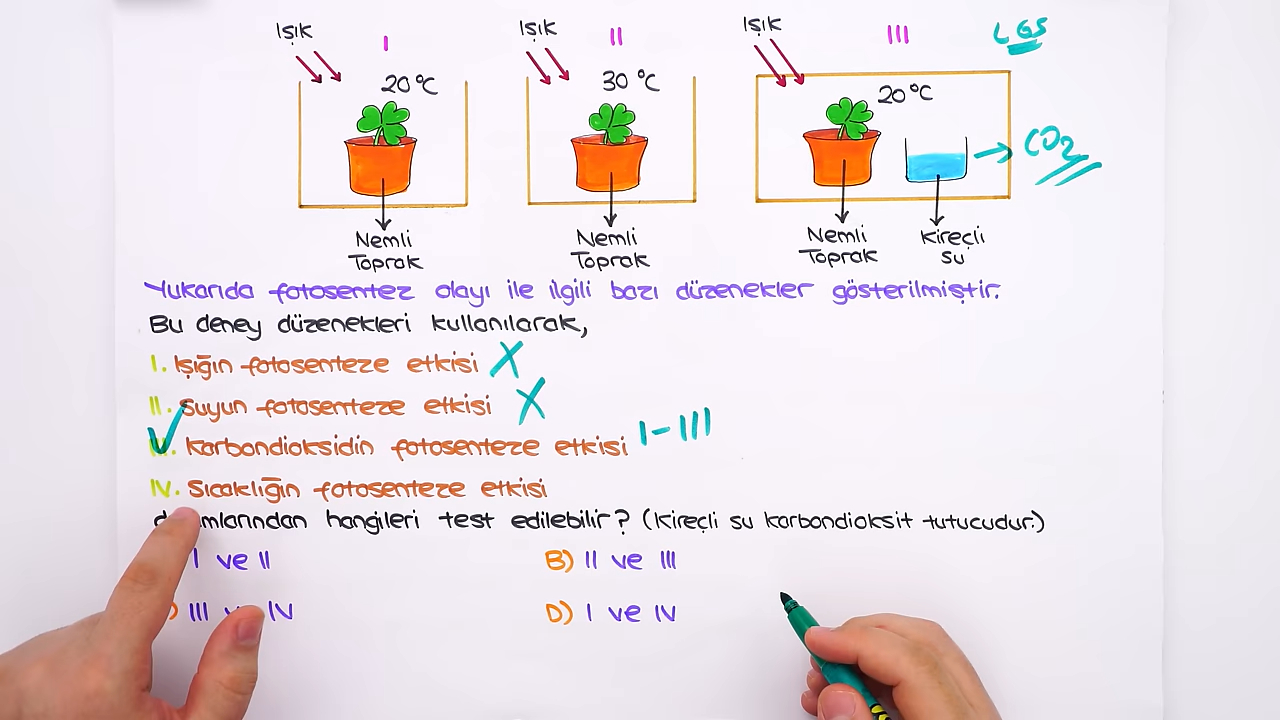 Işık I
20 °C
Işık II
30 °C
Işık III LGS
20 °C
CO2
Nemli Toprak
Nemli Toprak
Nemli Toprak
Kireçli su
Yukarıda fotosentez olayı ile ilgili bazı düzenekler gösterilmiştir.
Bu deney düzenekleri kullanılarak,
I. Işığın fotosenteze etkisi X
II. Suyun fotosenteze etkisi X
III. Karbondioksidin fotosenteze etkisi I-III
IV. Sıcaklığın fotosenteze etkisi
hangileri test edilebilir? (Kireçli su karbondioksit tutucudur.)
I ve II
B) II ve III
III IV
D) I ve IV